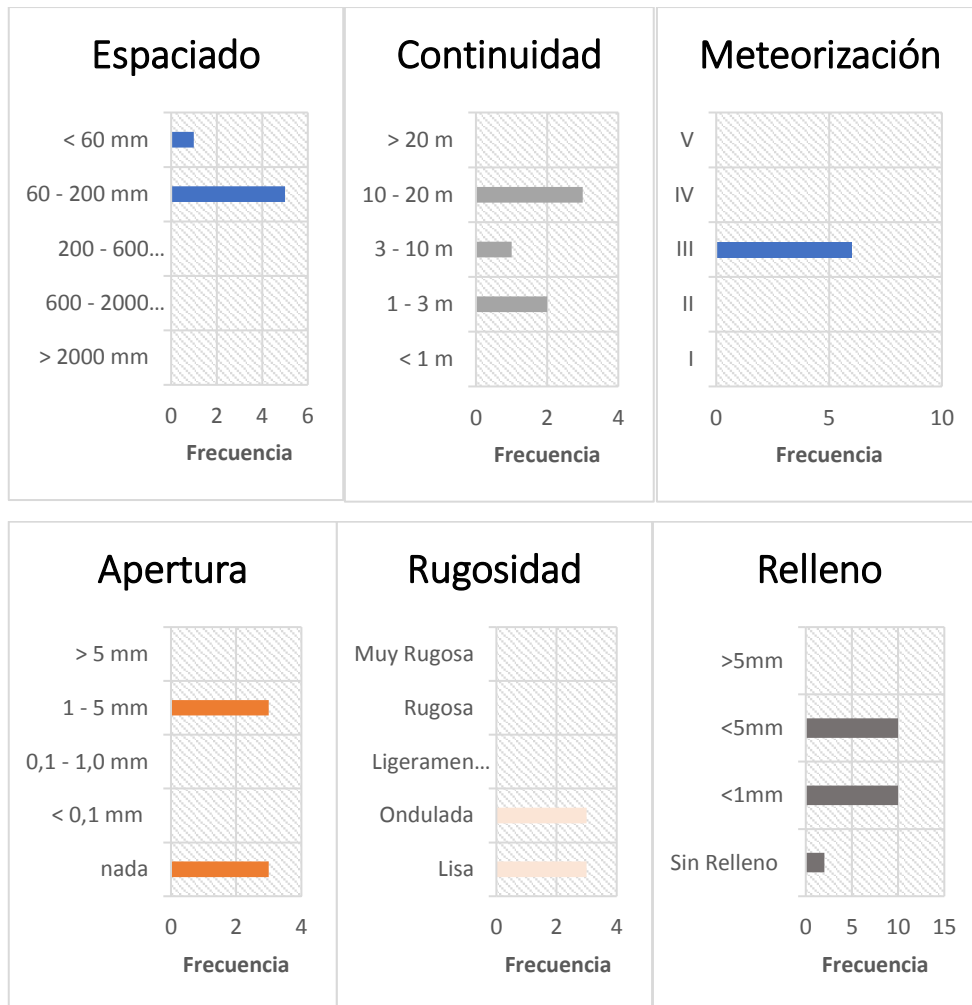 Espaciado
< 60 mm
60 - 200 mm
200 - 600...
600 - 2000...
> 2000 mm
0 2 4 6
Frecuencia
Continuidad
> 20 m
10 - 20 m
3 - 10 m
1 - 3 m
< 1 m
0 2 4
Frecuencia
Meteorización
V
IV
III
II
I
0 5 10
Frecuencia
Apertura
> 5 mm
1 - 5 mm
0,1 - 1,0 mm
< 0,1 mm
nada
0 2 4
Frecuencia
Rugosidad
Muy Rugosa
Rugosa
Ligeramen...
Ondulada
Lisa
0 2 4
Frecuencia
Relleno
>5mm
<5mm
<1mm
Sin Relleno
0 5 10 15
Frecuencia